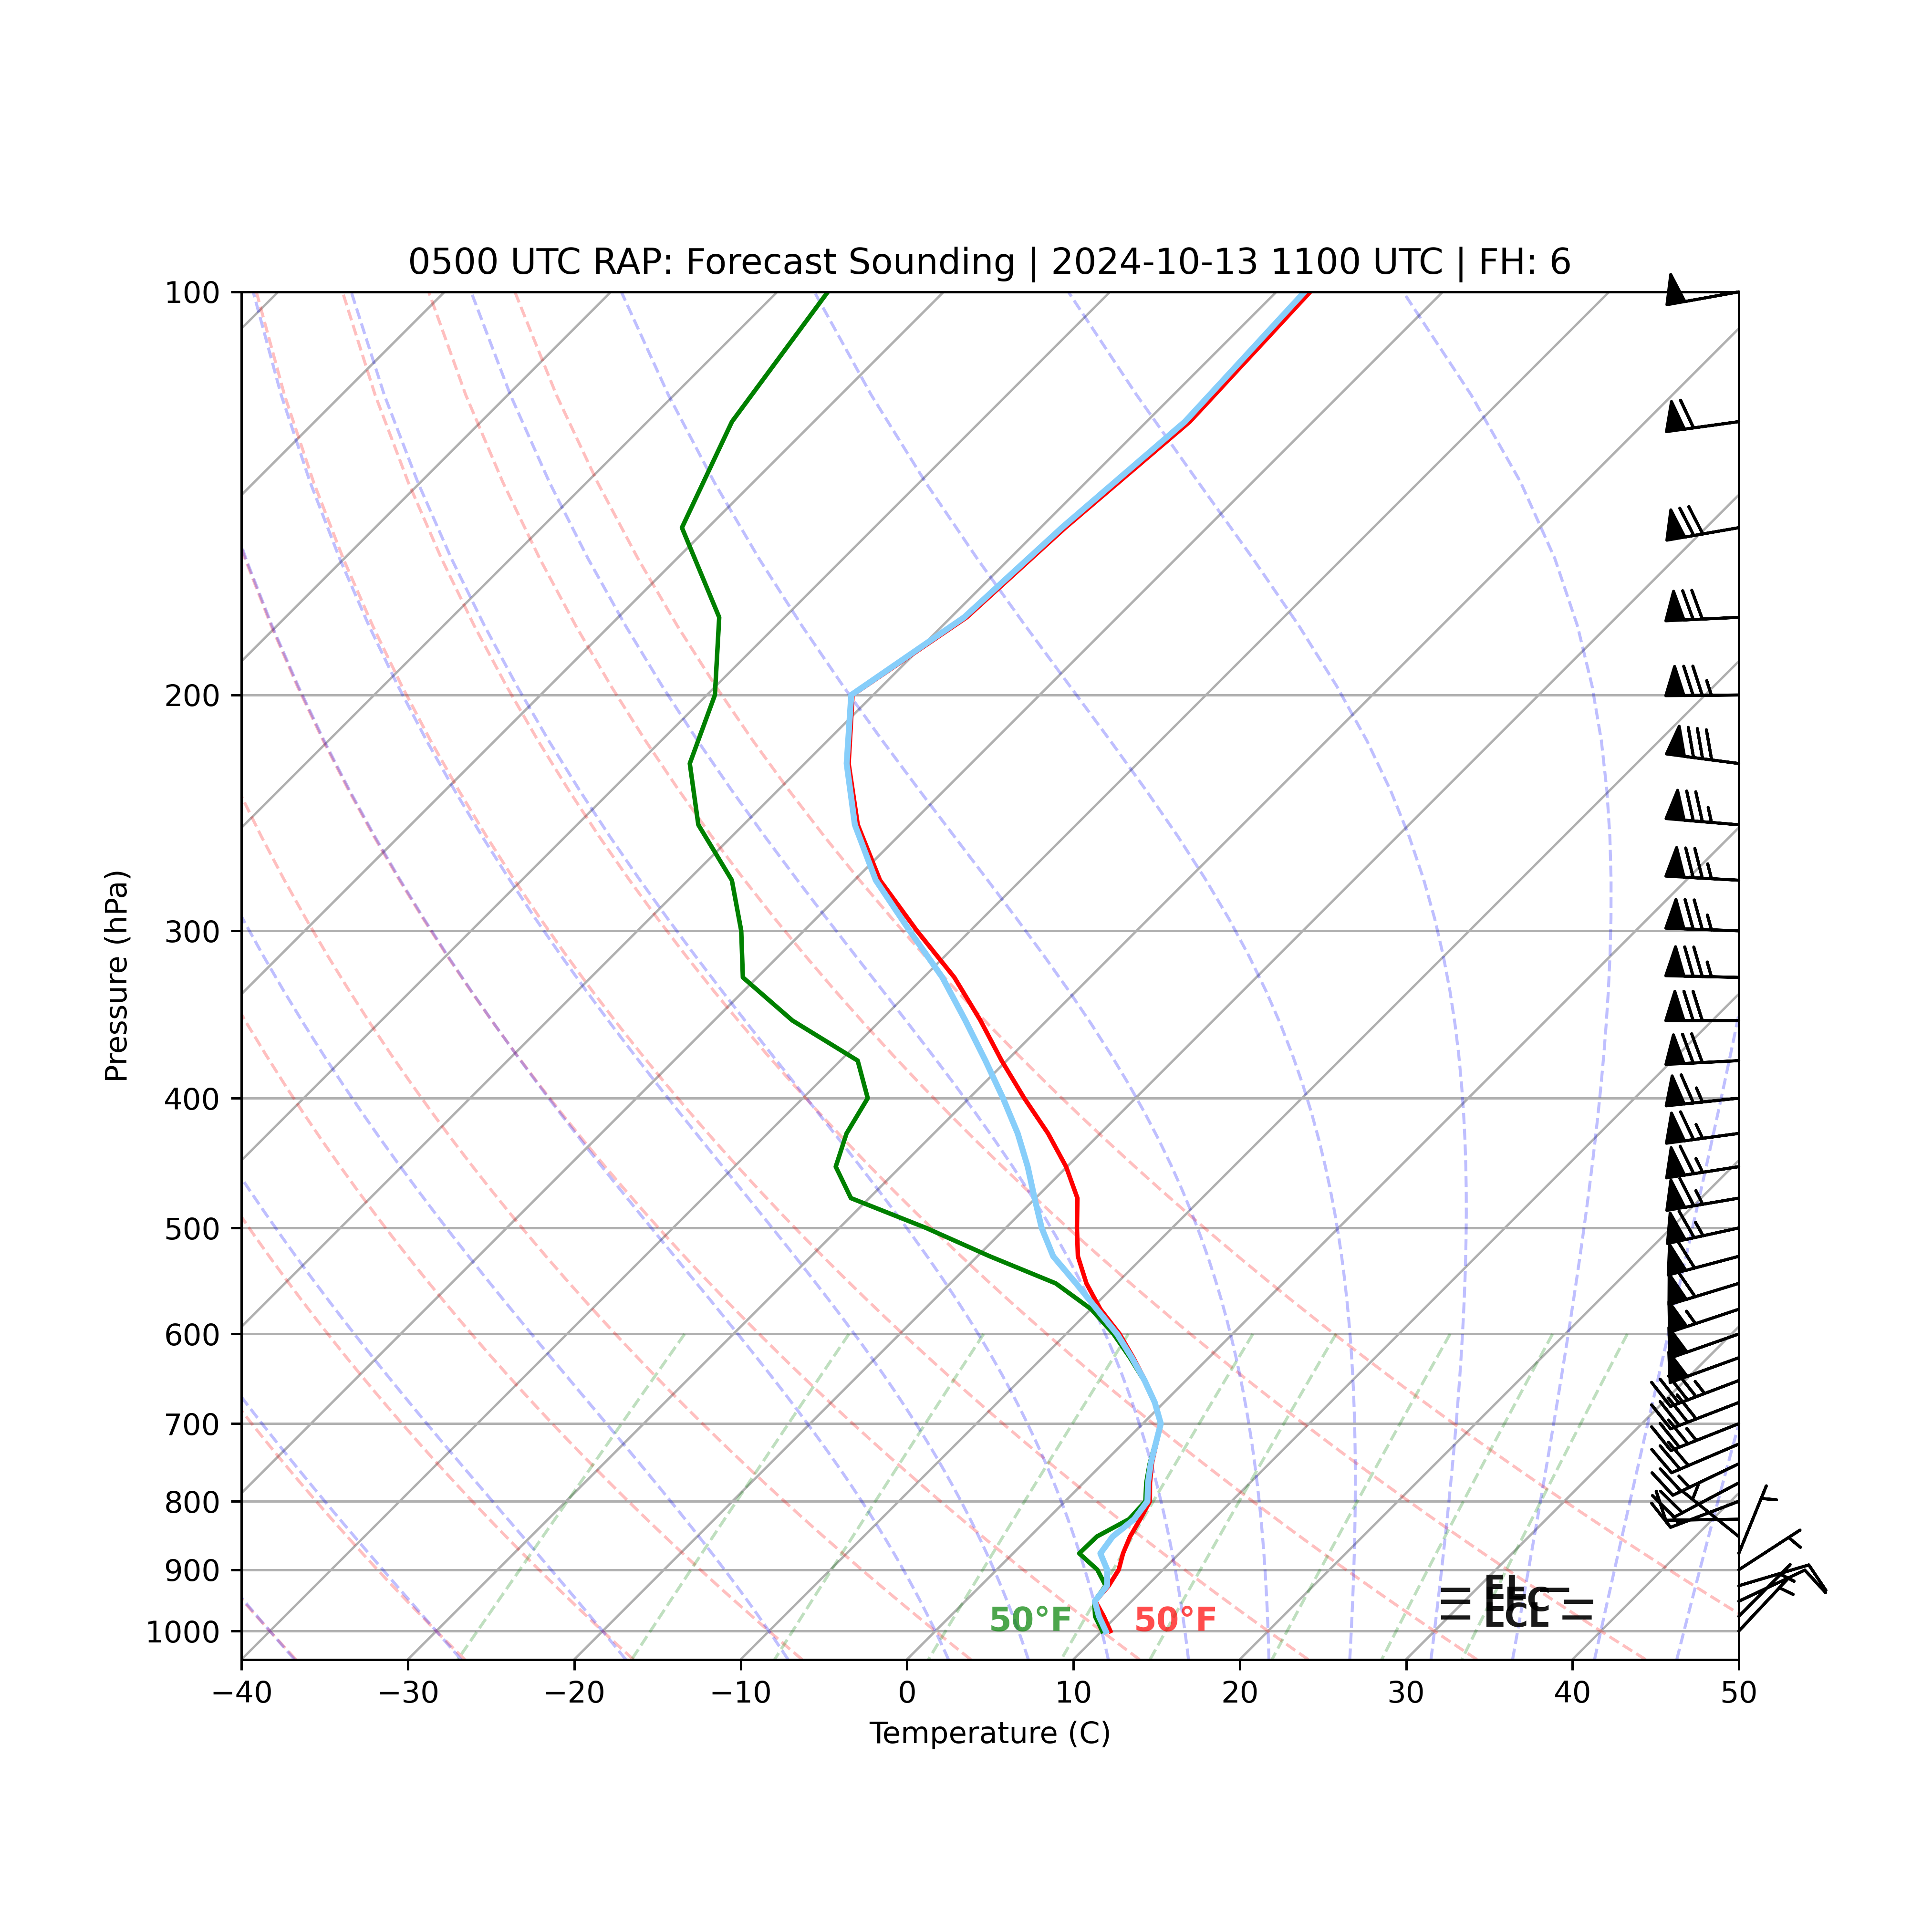 0500 UTC RAP: Forecast Sounding | 2024-10-13 1100 UTC | FH: 6
100
200
300
400
500
600
700
800
900
1000
Pressure (hPa)
EL
LFC
LCL
50°F 50°F
−40 −30 −20 −10 0 10 20 30 40 50
Temperature (C)